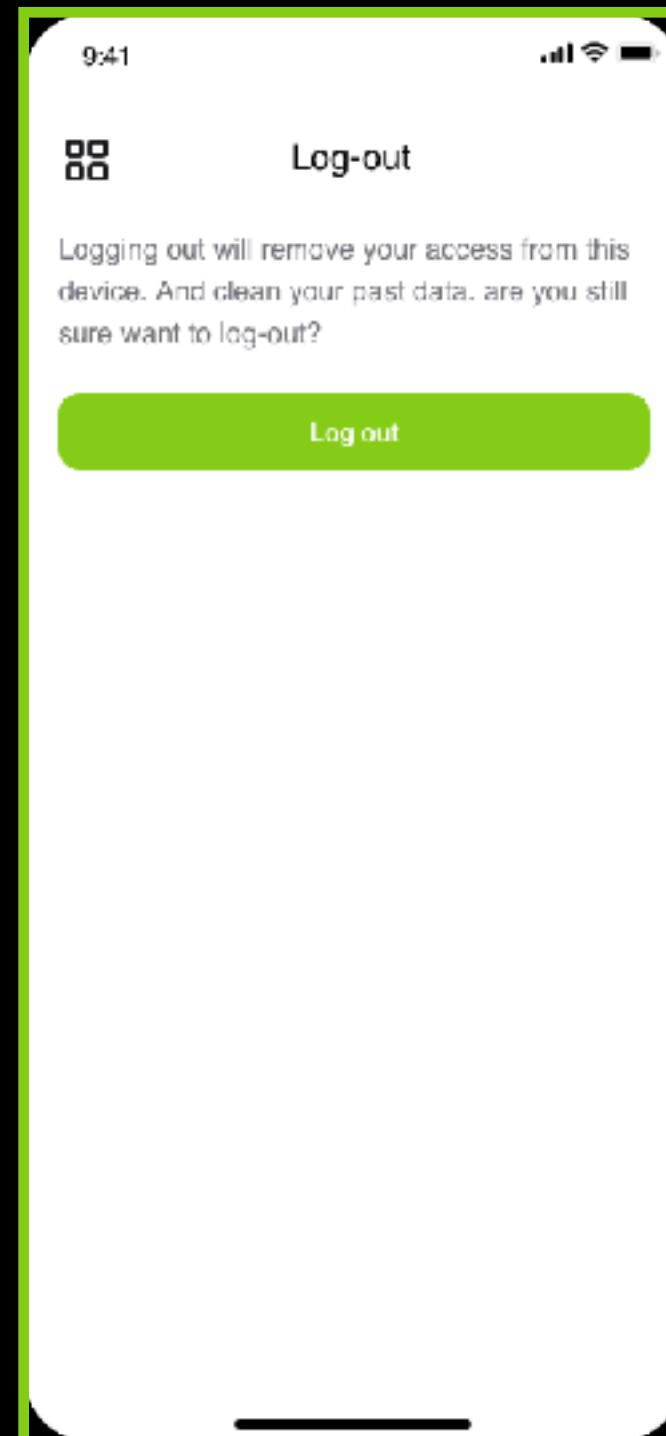 9:41
Log-out
Logging out will remove your access from this
device. And clean your past data. are you still
sure want to log-out?
Log out